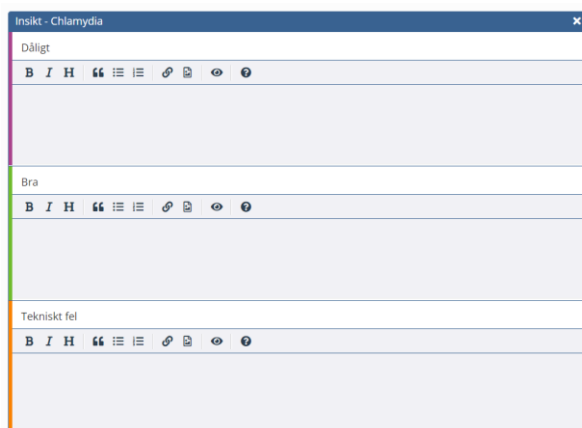 Insikt - Chlamydia
Dåligt
B I H
Bra
B I H
Tekniskt fel
B I H